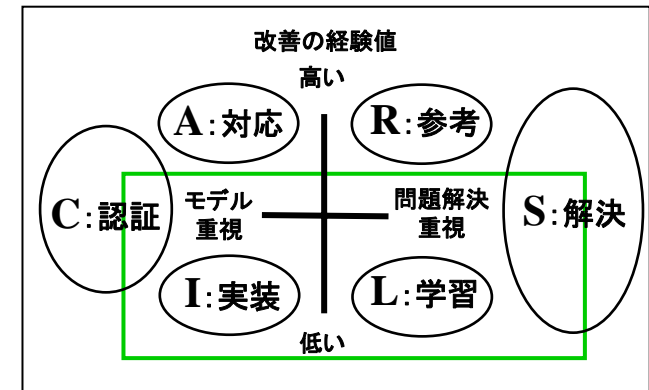 改善の経験値
高い
A:対応
R:参考
C:認証
モデル
重視
問題解決
重視
S:解決
I:実装
L:学習
低い